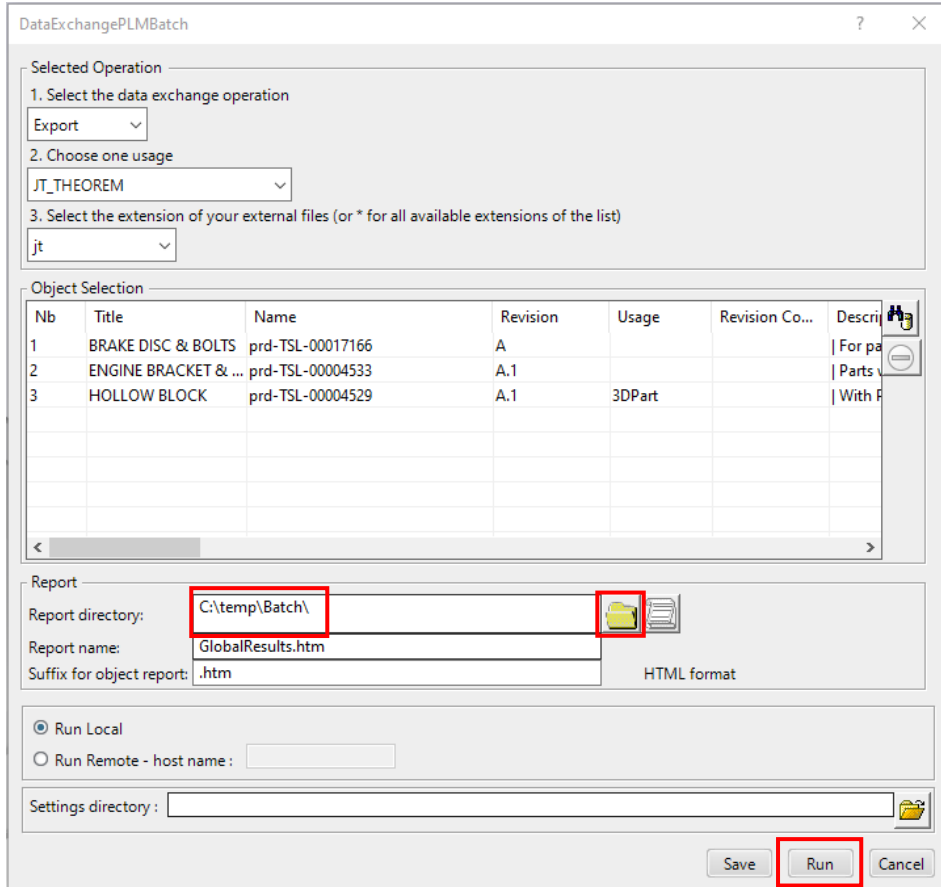 DataExchangePLMBatch ?
Selected Operation
1. Select the data exchange operation
Export
2. Choose one usage
JT_THEOREM
3. Select the extension of your external files (or * for all available extensions of the list)
jt
Object Selection
Nb Title Name Revision Usage Revision Co... Descri
1 BRAKE DISC & BOLTS prd-TSL-00017166 A | For pa
2 ENGINE BRACKET & ... prd-TSL-00004533 A.1 | Parts
3 HOLLOW BLOCK prd-TSL-00004529 A.1 3DPart | With
Report
Report directory: C:\temp\Batch\
Report name: GlobalResults.htm
Suffix for object report: .htm HTML format
Run Local
Run Remote - host name :
Settings directory :
Save Run Cancel